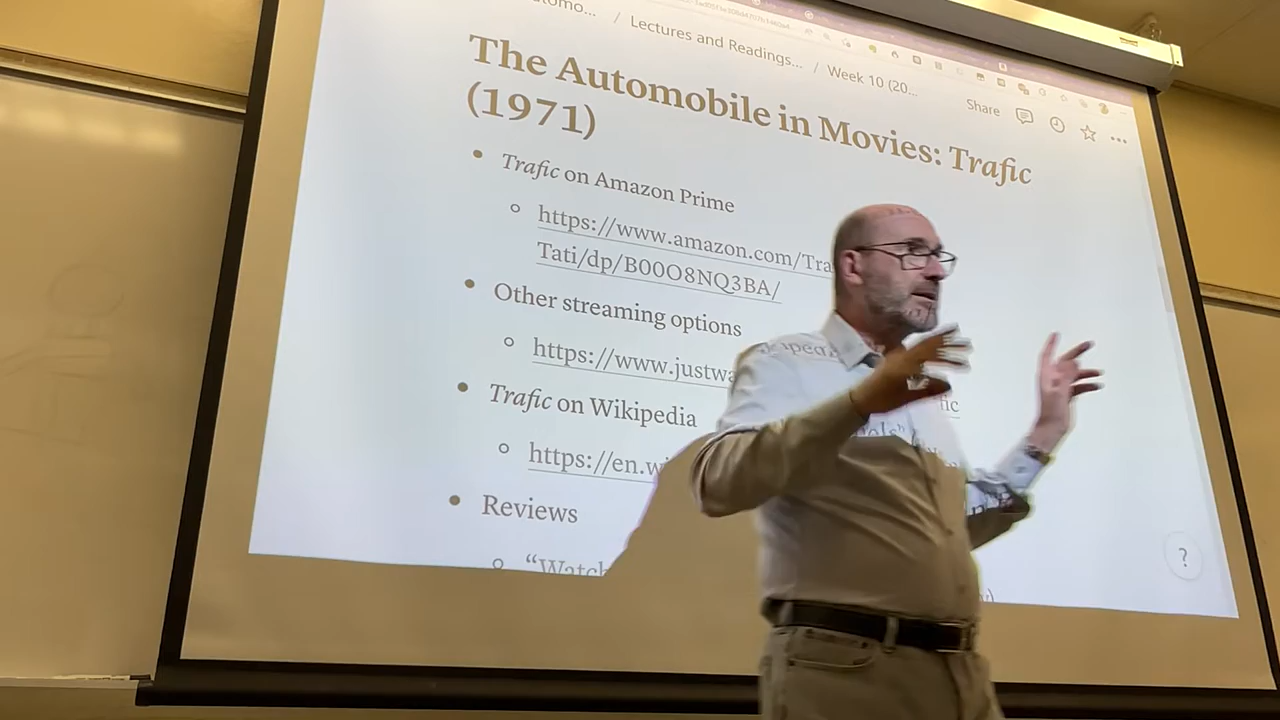 Lectures and Readings... / Week 10 (20...
Share
The Automobile in Movies: Trafic
(1971)
• Trafic on Amazon Prime
https://www.amazon.com/Tra
Tati/dp/B00O8NQ3BA/
• Other streaming options
https://www.justwa
• Trafic on Wikipedia
https://en.wi
• Reviews
“Watch
?